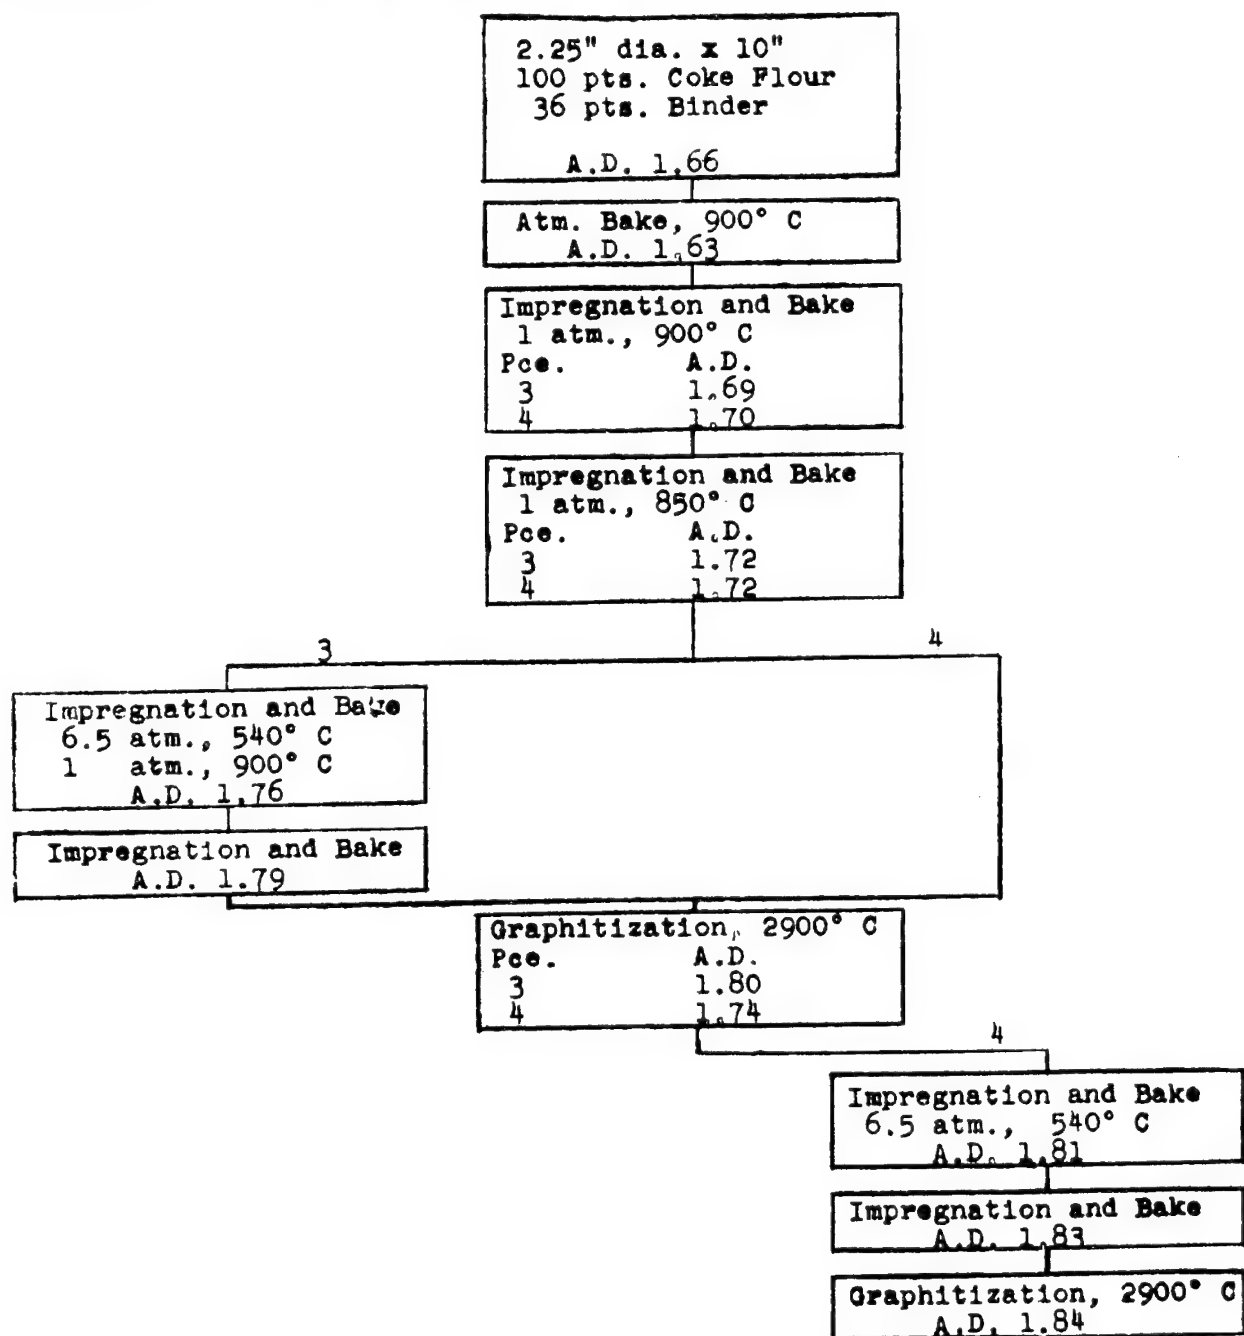 2.25" dia. x 10"
100 pts. Coke Flour
36 pts. Binder
A.D. 1.66
Atm. Bake, 900° C
A.D. 1.63
Impregnation and Bake
1 atm., 900° C
Pce. A.D.
3 1.69
4 1.70
Impregnation and Bake
1 atm., 850° C
Pce. A.D.
3 1.72
4 1.72
3
4
Impregnation and Bake
6.5 atm., 540° C
1 atm., 900° C
A.D. 1.76
Impregnation and Bake
A.D. 1.79
Graphitization, 2900° C
Pce. A.D.
3 1.80
4 1.74
4
Impregnation and Bake
6.5 atm., 540° C
A.D. 1.81
Impregnation and Bake
A.D. 1.83
Graphitization, 2900° C
A.D. 1.84